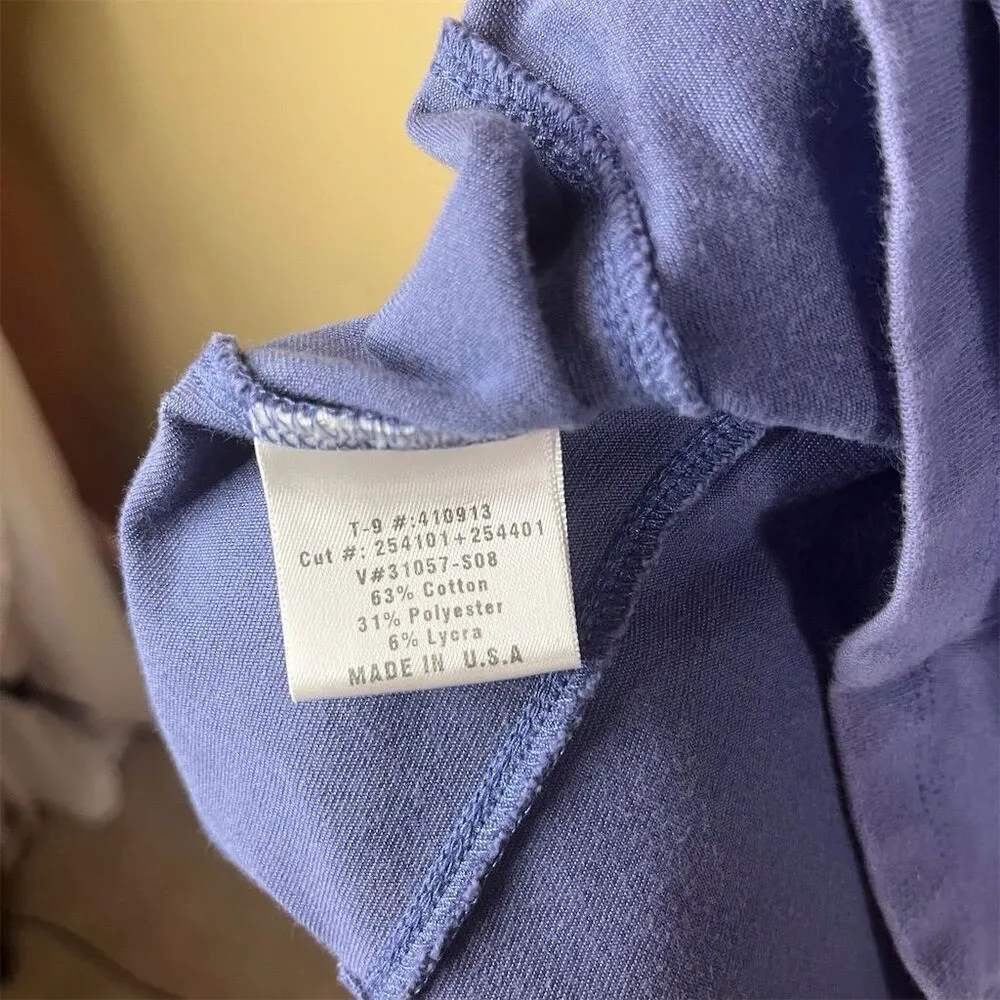 T-9 #:410913
Cut #: 254101+254401
V#31057-S08
63% Cotton
31% Polyester
6% Lycra
MADE IN U.S.A